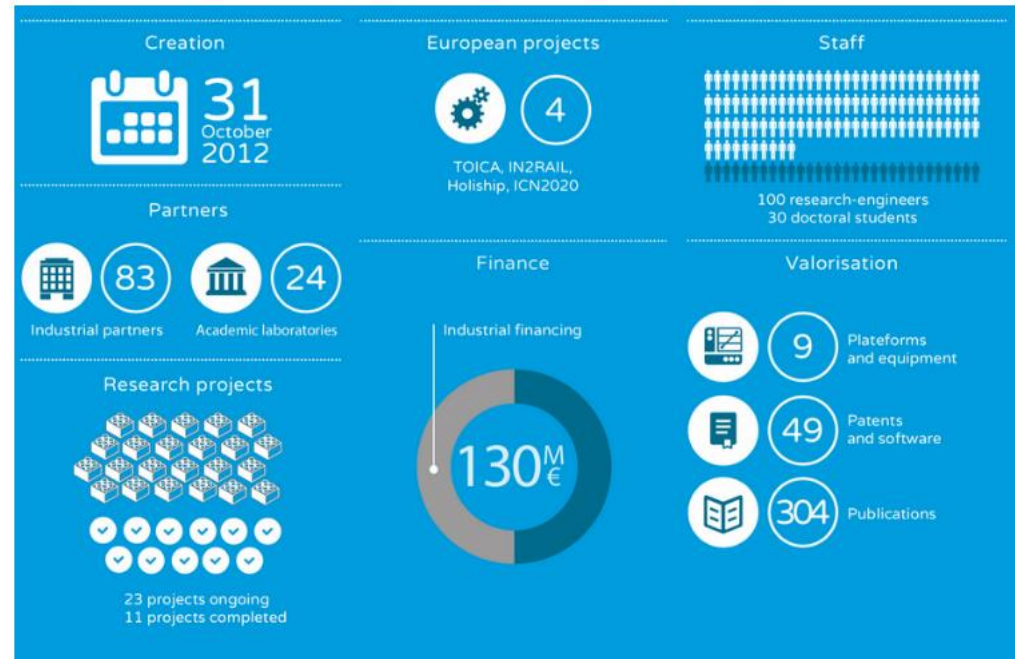 Creation
31
October
2012
Partners
83
Industrial partners
24
Academic laboratories
Research projects
23 projects ongoing
11 projects completed
European projects
4
TOICA, IN2RAIL,
Holiship, ICN2020
Finance
Industrial financing
130 M€
Staff
100 research-engineers
30 doctoral students
Valorisation
9
Plateforms
and equipment
49
Patents
and software
304
Publications